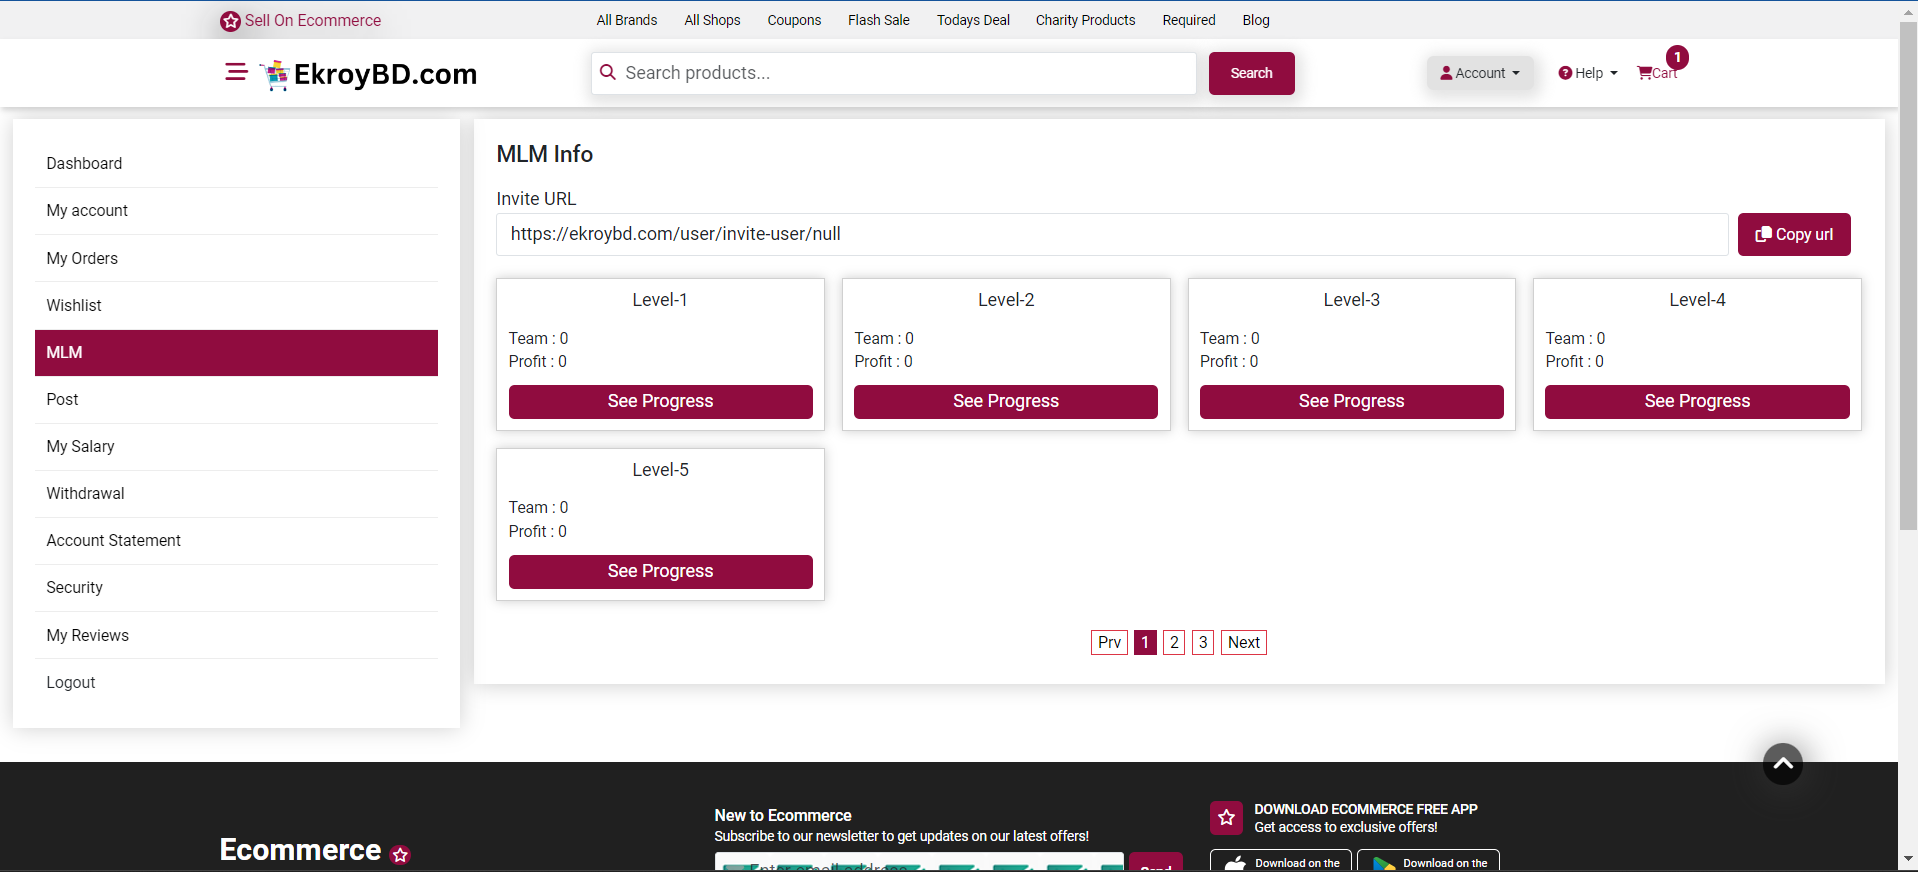 Sell On Ecommerce
All Brands All Shops Coupons Flash Sale Todays Deal Charity Products Required Blog
EkroyBD.com
Search products...
Search
Account
Help
Cart
1
Dashboard
My account
My Orders
Wishlist
MLM
Post
My Salary
Withdrawal
Account Statement
Security
My Reviews
Logout
MLM Info
Invite URL
https://ekroybd.com/user/invite-user/null
Copy url
Level-1
Team : 0
Profit : 0
See Progress
Level-2
Team : 0
Profit : 0
See Progress
Level-3
Team : 0
Profit : 0
See Progress
Level-4
Team : 0
Profit : 0
See Progress
Level-5
Team : 0
Profit : 0
See Progress
Prv 1 2 3 Next
Ecommerce
New to Ecommerce
Subscribe to our newsletter to get updates on our latest offers!
Enter email address
Send
DOWNLOAD ECOMMERCE FREE APP
Get access to exclusive offers!
Download on the
Download on the